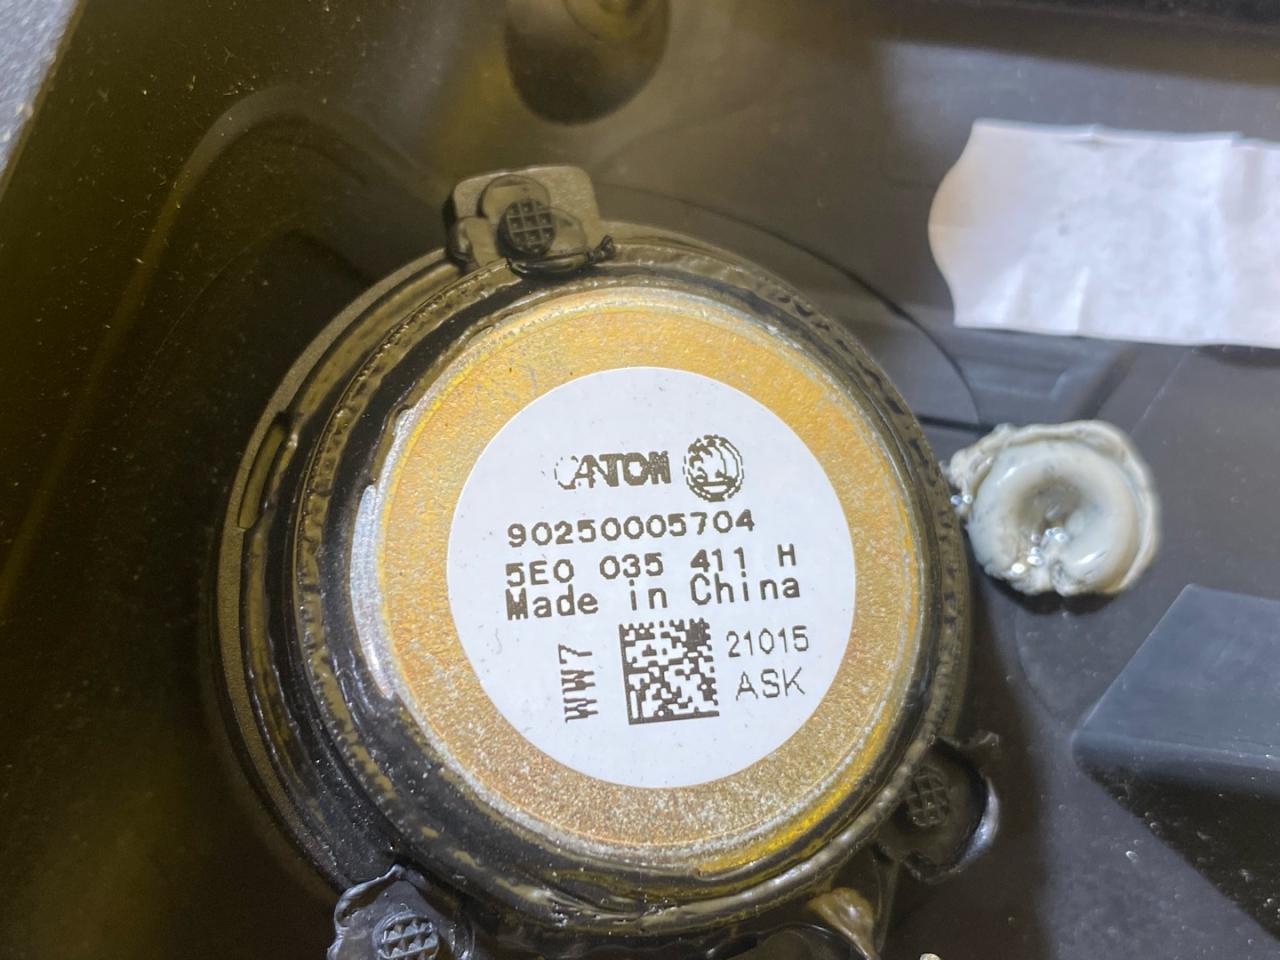 CANTON
90250005704
5E0 035 411 H
Made in China
WW7
21015
ASK